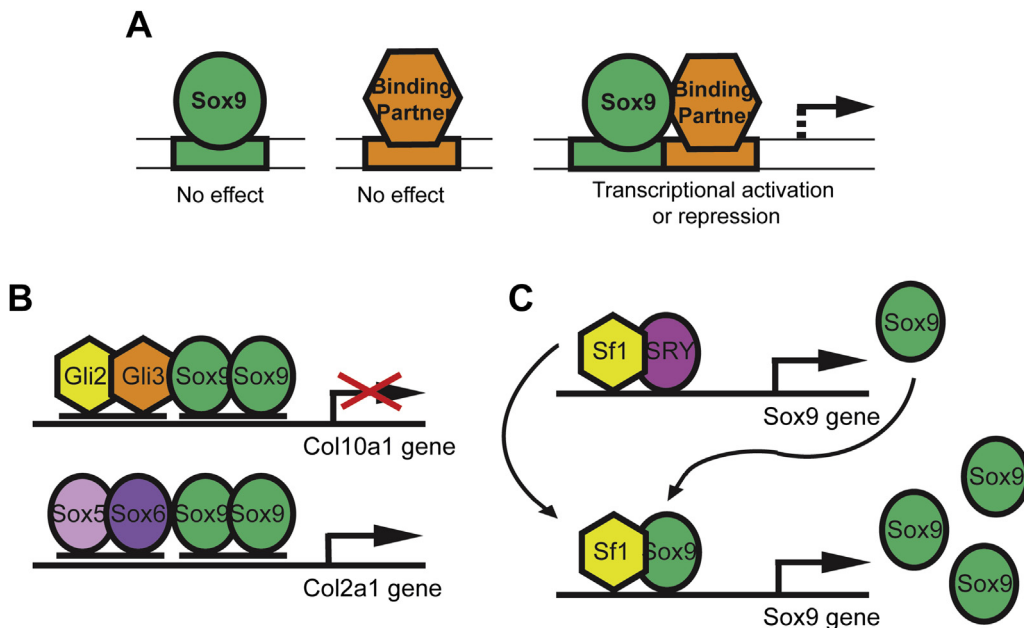 A
Sox9
Binding
Partner
Sox9
Binding
Partner
No effect
No effect
Transcriptional activation
or repression
B
Gli2
Gli3
Sox9
Sox9
Col10a1 gene
Sox5
Sox6
Sox9
Sox9
Col2a1 gene
C
Sf1
SRY
Sox9
Sox9 gene
Sf1
Sox9
Sox9
Sox9
Sox9
Sox9 gene